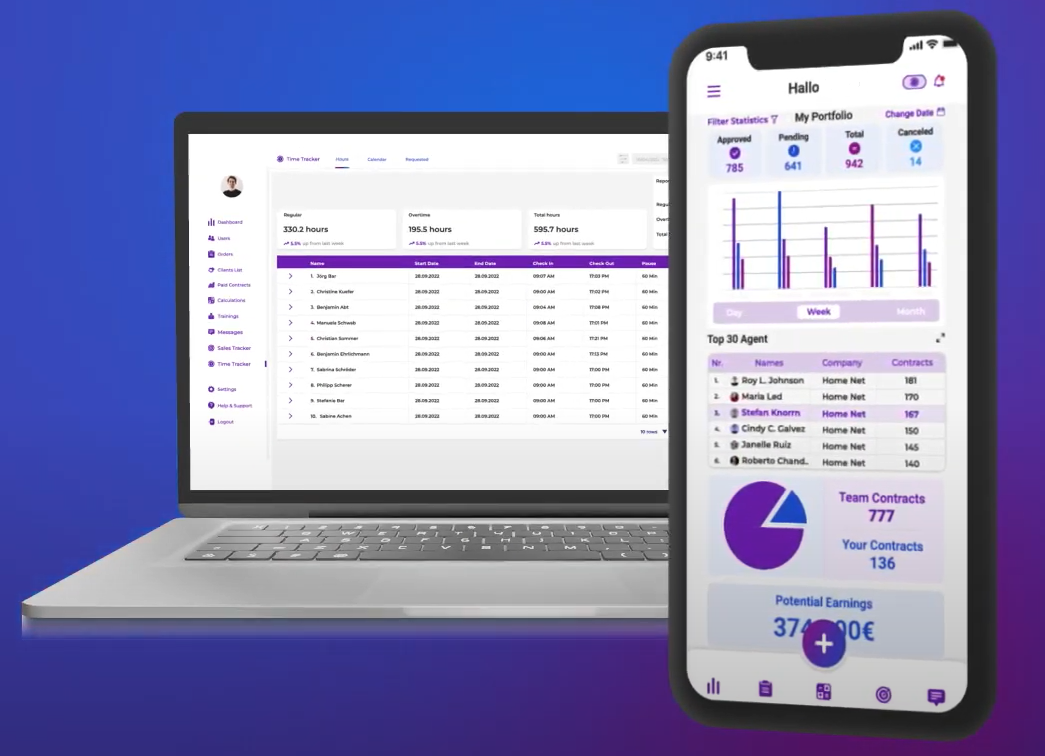 Time Tracker Hours Calendar Requested
Dashboard
Users
Orders
Clients List
Past Contracts
Calculations
Trainings
Messages
Sales Tracker
Time Tracker
Settings
Help & Support
Logout
Regular Overtime Total hours
330.2 hours 195.5 hours 595.7 hours
5.5% up from last week 5.5% up from last week 5.5% up from last week
Name Start Date End Date Check In Check Out Pause
1. Jörg Bar 28.09.2022 28.09.2022 09:07 AM 17:03 PM 60 Min
2. Christine Kuefer 28.09.2022 28.09.2022 09:00 AM 17:02 PM 60 Min
3. Benjamin Abt 28.09.2022 28.09.2022 09:04 AM 17:08 PM 60 Min
4. Manuela Schwab 28.09.2022 28.09.2022 09:08 AM 17:01 PM 60 Min
5. Christian Sommer 28.09.2022 28.09.2022 09:06 AM 17:21 PM 60 Min
6. Benjamin Ehrlichmann 28.09.2022 28.09.2022 09:00 AM 17:13 PM 60 Min
7. Sabrina Schröder 28.09.2022 28.09.2022 09:00 AM 17:00 PM 60 Min
8. Philipp Scherer 28.09.2022 28.09.2022 09:00 AM 17:00 PM 60 Min
9. Stefania Bar 28.09.2022 28.09.2022 09:00 AM 17:00 PM 60 Min
10. Sabine Achen 28.09.2022 28.09.2022 09:00 AM 17:00 PM 60 Min
10 rows
9:41
Hallo
Filter Statistics My Portfolio Change Date
Approved Pending Total Canceled
785 641 942 14
Day Week Month
Top 30 Agent
Nr. Names Company Contracts
1. Roy L. Johnson Home Net 181
2. Maria Led Home Net 170
3. Stefan Knorrn Home Net 167
4. Cindy C. Galvez Home Net 150
5. Janelle Ruiz Home Net 145
6. Roberto Chand.. Home Net 140
Team Contracts
777
Your Contracts
136
Potential Earnings